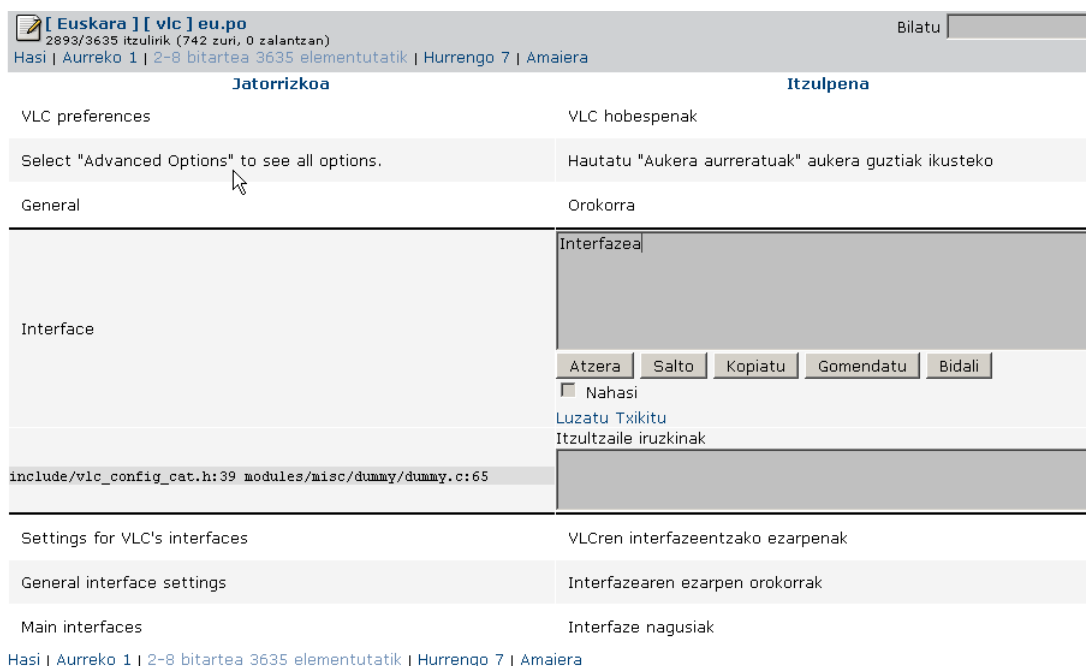 [ Euskara ] [ vlc ] eu.po
2893/3635 itzulirik (742 zuri, 0 zalantzan)
Bilatu
Hasi | Aurreko 1 | 2-8 bitartea 3635 elementutatik | Hurrengo 7 | Amaiera
Jatorrizkoa Itzulpena
VLC preferences VLC hobespenak
Select "Advanced Options" to see all options. Hautatu "Aukera aurreratuak" aukera guztiak ikusteko
General Orokorra
Interface Interfazea
Atzera Salto Kopiatu Gomendatu Bidali
Nahasi
Luzatu Txikitu
Itzultzaile iruzkinak
include/vlc_config_cat.h:39 modules/misc/dummy/dummy.c:65
Settings for VLC's interfaces VLCren interfazeentzako ezarpenak
General interface settings Interfazearen ezarpen orokorrak
Main interfaces Interfaze nagusiak
Hasi | Aurreko 1 | 2-8 bitartea 3635 elementutatik | Hurrengo 7 | Amaiera